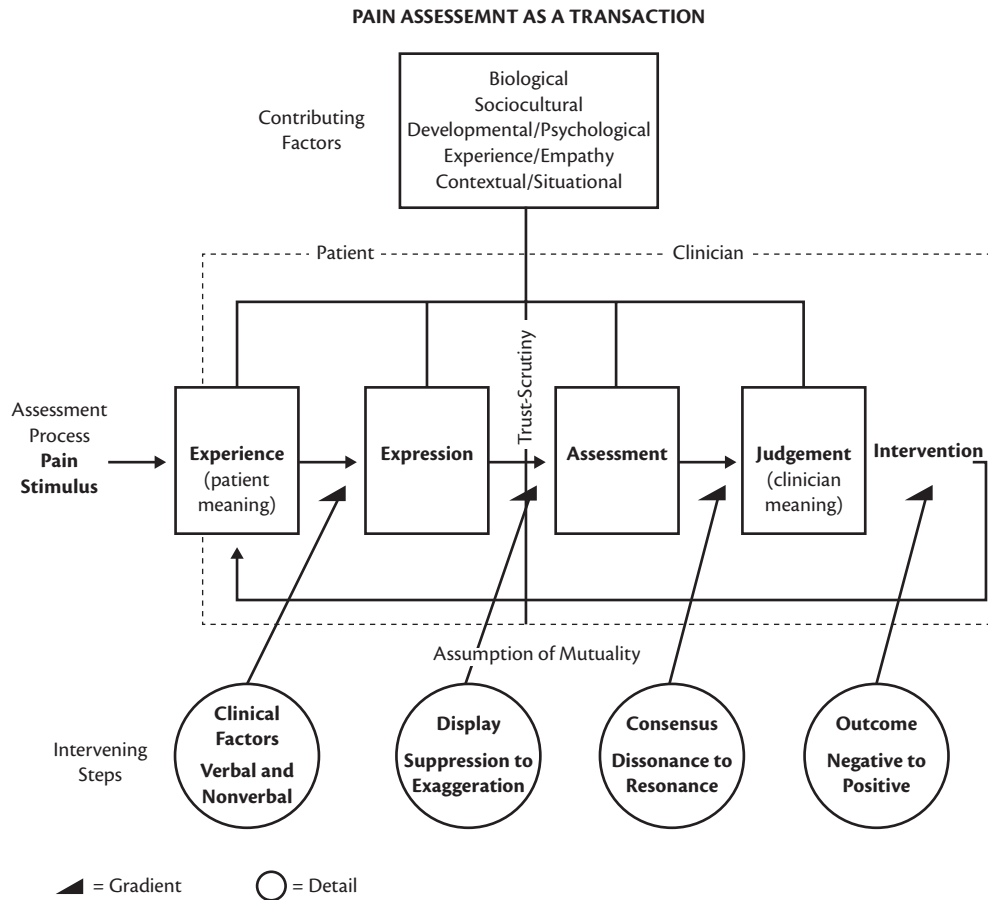 PAIN ASSESSEMNT AS A TRANSACTION
Contributing
Factors
Biological
Sociocultural
Developmental/Psychological
Experience/Empathy
Contextual/Situational
Patient
Clinician
Trust-Scrutiny
Assessment
Process
Pain
Stimulus
Experience
(patient
meaning)
Expression
Assessment
Judgement
(clinician
meaning)
Intervention
Assumption of Mutuality
Intervening
Steps
Clinical
Factors
Verbal and
Nonverbal
Display
Suppression to
Exaggeration
Consensus
Dissonance to
Resonance
Outcome
Negative to
Positive
= Gradient
= Detail